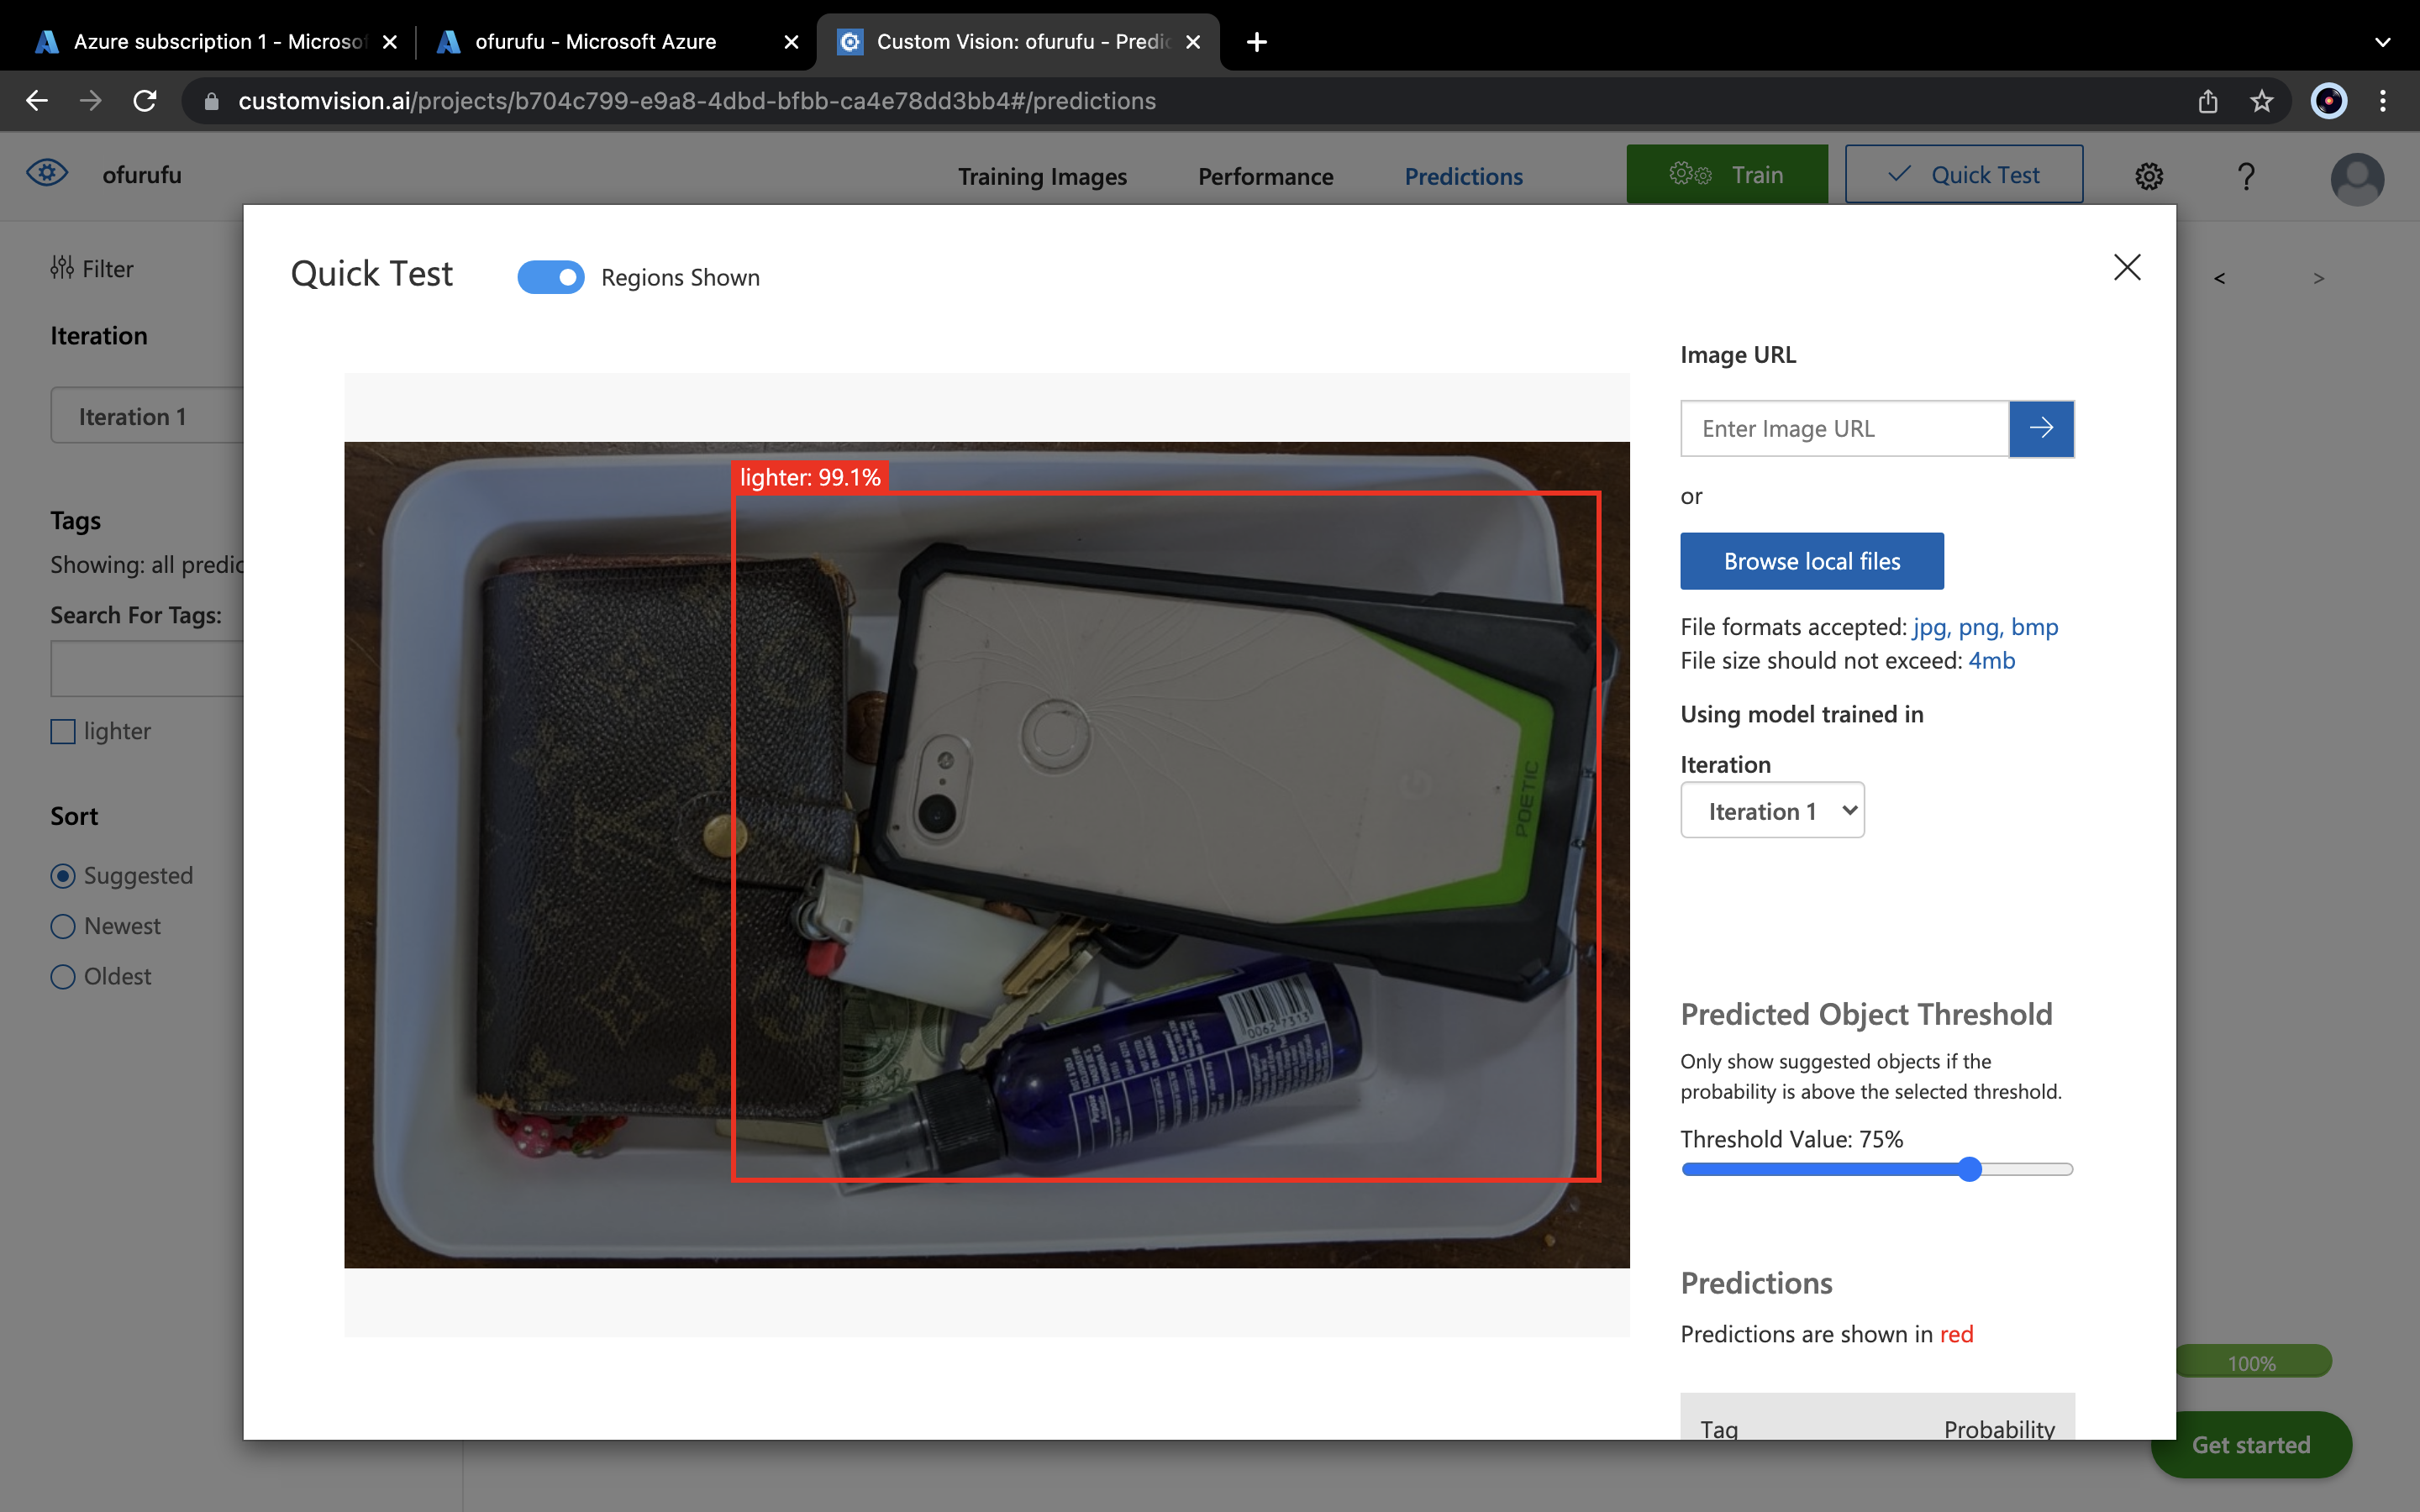 Azure subscription 1 - Microsof
ofurufu - Microsoft Azure
Custom Vision: ofurufu - Predic
customvision.ai/projects/b704c799-e9a8-4dbd-bfbb-ca4e78dd3bb4#/predictions
ofurufu
Training Images
Performance
Predictions
Train
Quick Test
?
Filter
Iteration
Iteration 1
Tags
Showing: all predic
Search For Tags:
lighter
Sort
Suggested
Newest
Oldest
Quick Test
Regions Shown
lighter: 99.1%
POETIC
0062 7313
Image URL
Enter Image URL
or
Browse local files
File formats accepted: jpg, png, bmp
File size should not exceed: 4mb
Using model trained in
Iteration
Iteration 1
Predicted Object Threshold
Only show suggested objects if the
probability is above the selected threshold.
Threshold Value: 75%
Predictions
Predictions are shown in red
Tag
Probability
<
>
100%
Get started